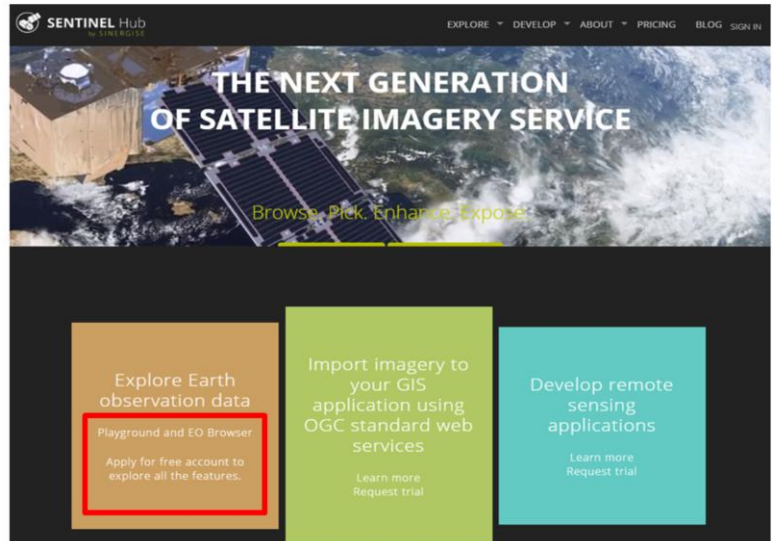 SENTINEL Hub
by SINERGISE
EXPLORE DEVELOP ABOUT PRICING BLOG SIGN IN
THE NEXT GENERATION
OF SATELLITE IMAGERY SERVICE
Browse. Pick. Enhance. Expose.
Explore Earth
observation data
Playground and EO Browser
Apply for free account to
explore all the features.
Import imagery to
your GIS
application using
OGC standard web
services
Learn more
Request trial
Develop remote
sensing
applications
Learn more
Request trial